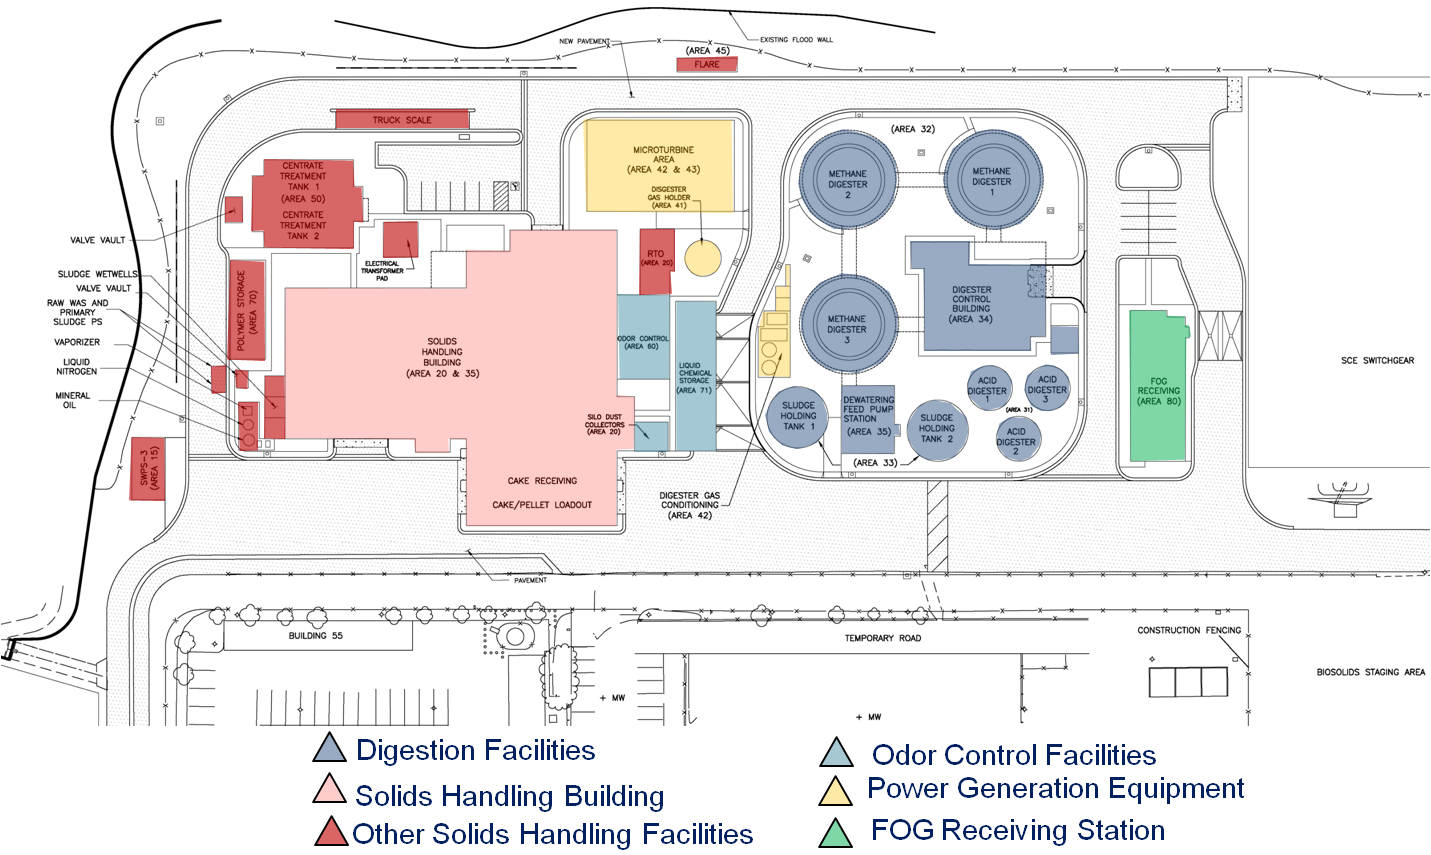 NEW PAVEMENT
EXISTING FLOOD WALL
(AREA 45)
FLARE
TRUCK SCALE
CENTRATE
TREATMENT
TANK 1
(AREA 50)
CENTRATE
TREATMENT
TANK 2
VALVE VAULT
ELECTRICAL
TRANSFORMER
PAD
MICROTURBINE
AREA
(AREA 42 & 43)
DISGESTER
GAS HOLDER
(AREA 41)
RTO
(AREA 20)
(AREA 32)
METHANE
DIGESTER
2
METHANE
DIGESTER
1
SLUDGE WETWELLS
VALVE VAULT
RAW WAS AND
PRIMARY
SLUDGE PS
VAPORIZER
LIQUID
NITROGEN
MINERAL
OIL
POLYMER STORAGE
(AREA 70)
SWPS-3
(AREA 15)
SOLIDS
HANDLING
BUILDING
(AREA 20 & 35)
ODOR CONTROL
(AREA 60)
LIQUID
CHEMICAL
STORAGE
(AREA 71)
SILO DUST
COLLECTORS
(AREA 20)
CAKE RECEIVING
CAKE/PELLET LOADOUT
METHANE
DIGESTER
3
DIGESTER
CONTROL
BUILDING
(AREA 34)
SLUDGE
HOLDING
TANK 1
DEWATERING
FEED PUMP
STATION
(AREA 35)
SLUDGE
HOLDING
TANK 2
ACID
DIGESTER
1
ACID
DIGESTER
3
(AREA 31)
ACID
DIGESTER
2
(AREA 33)
DIGESTER GAS
CONDITIONING
(AREA 42)
FOG
RECEIVING
(AREA 80)
SCE SWITCHGEAR
PAVEMENT
BUILDING 55
TEMPORARY ROAD
CONSTRUCTION FENCING
BIOSOLIDS STAGING AREA
+ MW
+ MW
Digestion Facilities
Solids Handling Building
Other Solids Handling Facilities
Odor Control Facilities
Power Generation Equipment
FOG Receiving Station